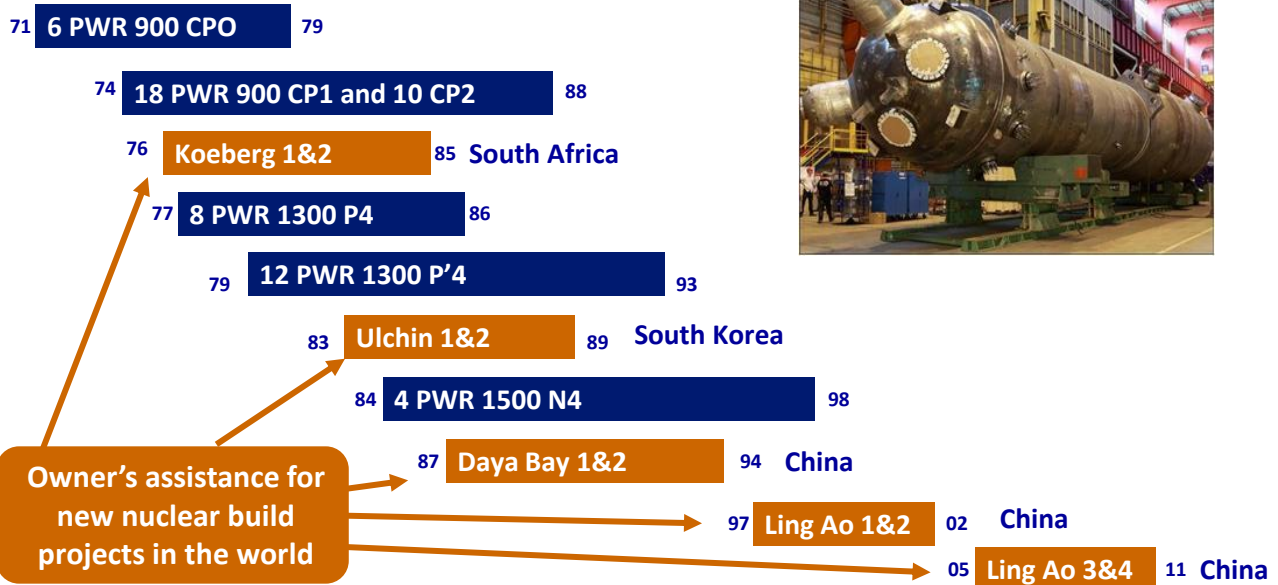 71 6 PWR 900 CPO 79
74 18 PWR 900 CP1 and 10 CP2 88
76 Koeberg 1&2 85 South Africa
77 8 PWR 1300 P4 86
79 12 PWR 1300 P’4 93
83 Ulchin 1&2 89 South Korea
84 4 PWR 1500 N4 98
87 Daya Bay 1&2 94 China
97 Ling Ao 1&2 02 China
05 Ling Ao 3&4 11 China
Owner’s assistance for
new nuclear build
projects in the world